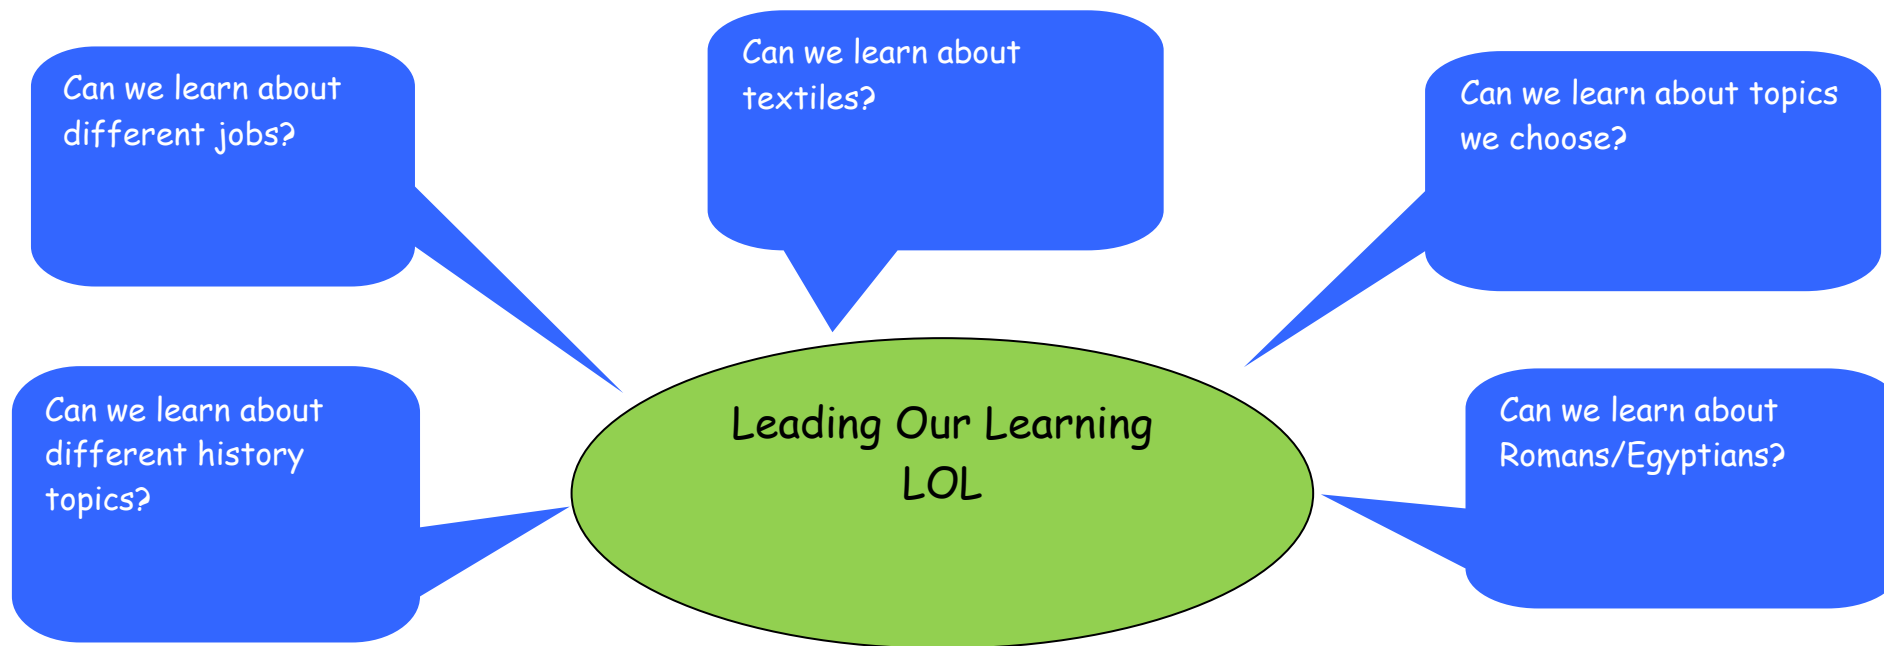 Can we learn about
different jobs?
Can we learn about
textiles?
Can we learn about topics
we choose?
Can we learn about
different history
topics?
Leading Our Learning
LOL
Can we learn about
Romans/Egyptians?